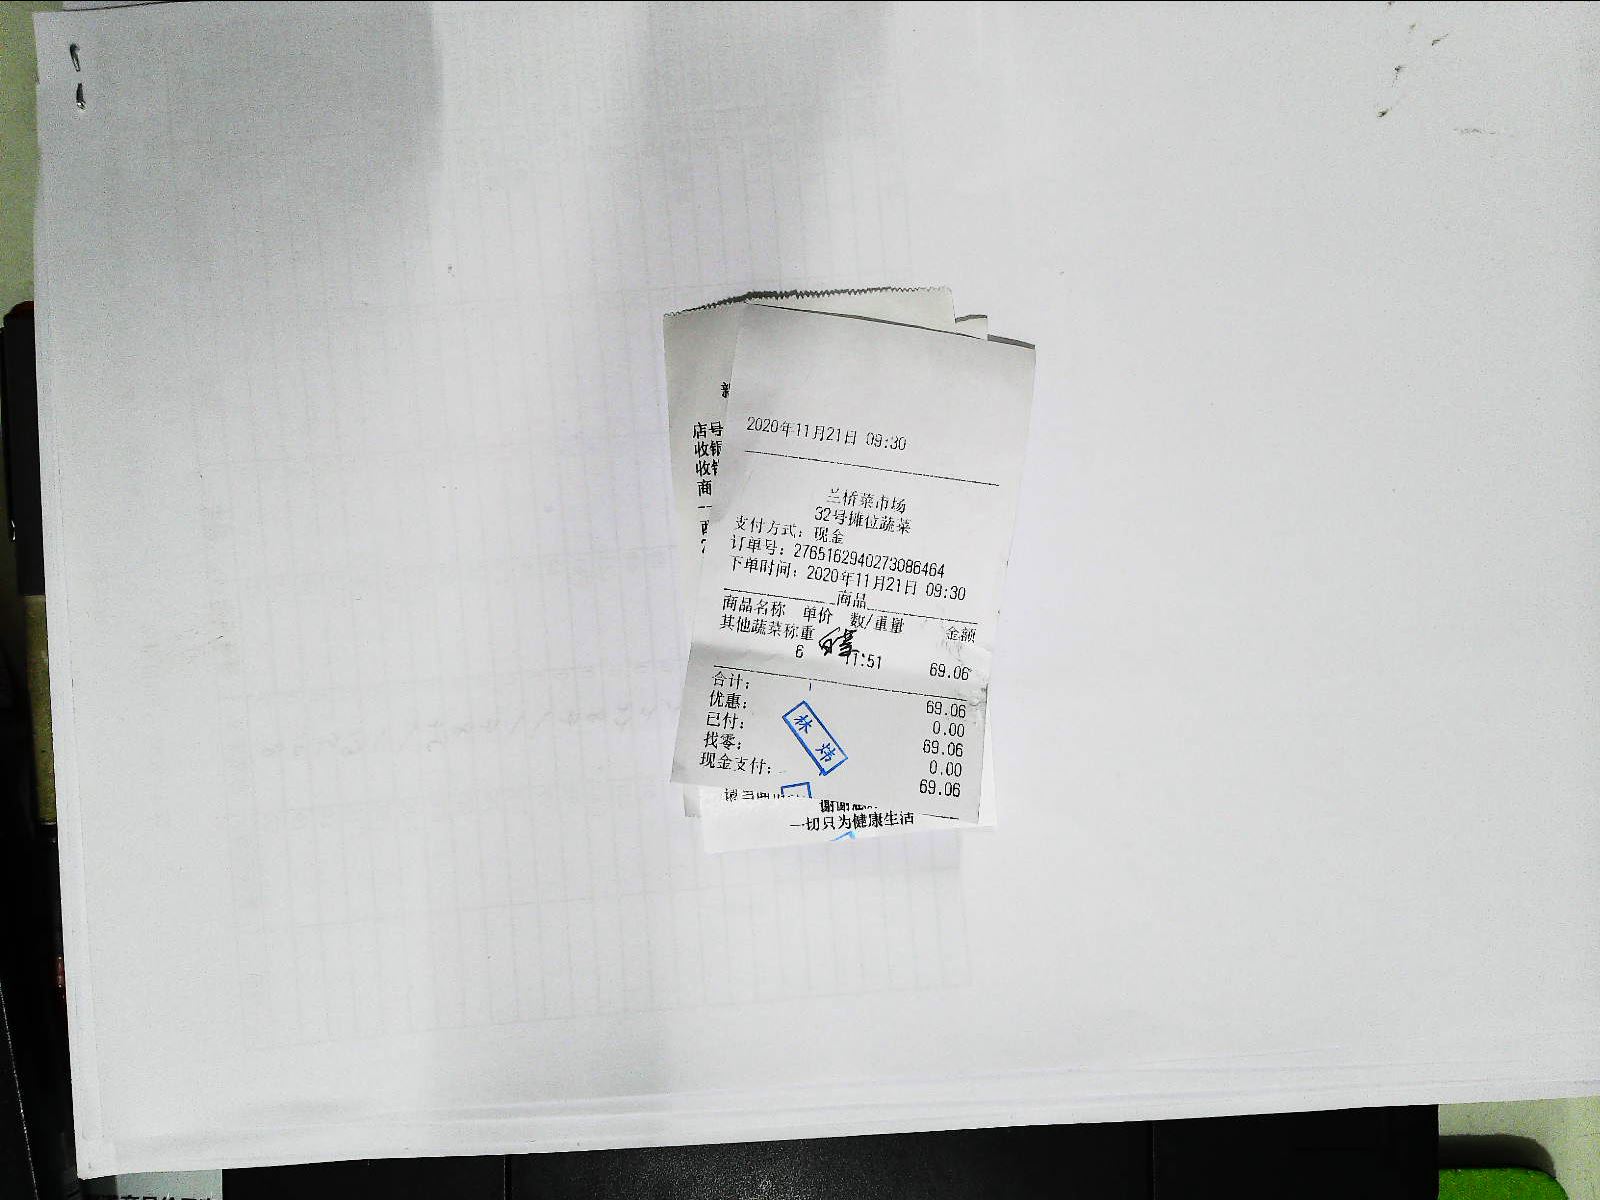 2020年11月21日 09:30
兰桥菜市场
32号摊位蔬菜
支付方式：现金
订单号：2765162940273086464
下单时间：2020年11月21日 09:30
商品
商品名称 单价 数/重量 金额
其他蔬菜称重
6 11.51 69.06
合计： 69.06
优惠： 0.00
已付： 69.06
找零： 0.00
现金支付： 69.06
林炜
店号
收银
收
商
谢谢
一切只为健康生活